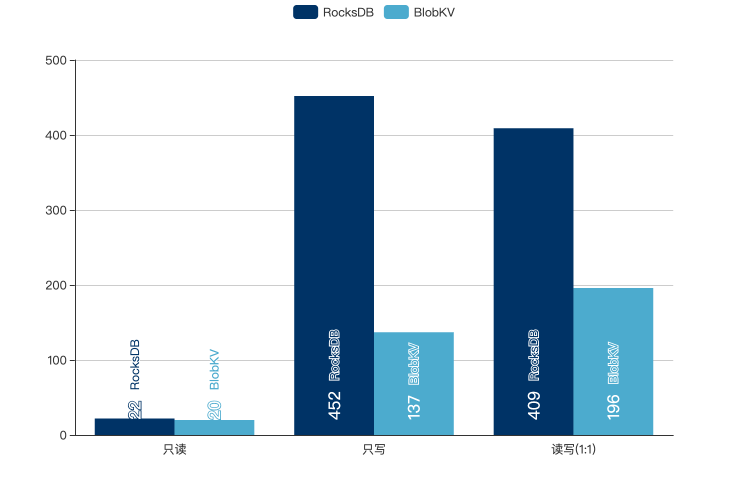 RocksDB BlobKV
500
400
300
200
100
0
22 RocksDB
20 BlobKV
452 RocksDB
137 BlobKV
409 RocksDB
196 BlobKV
只读 只写 读写(1:1)